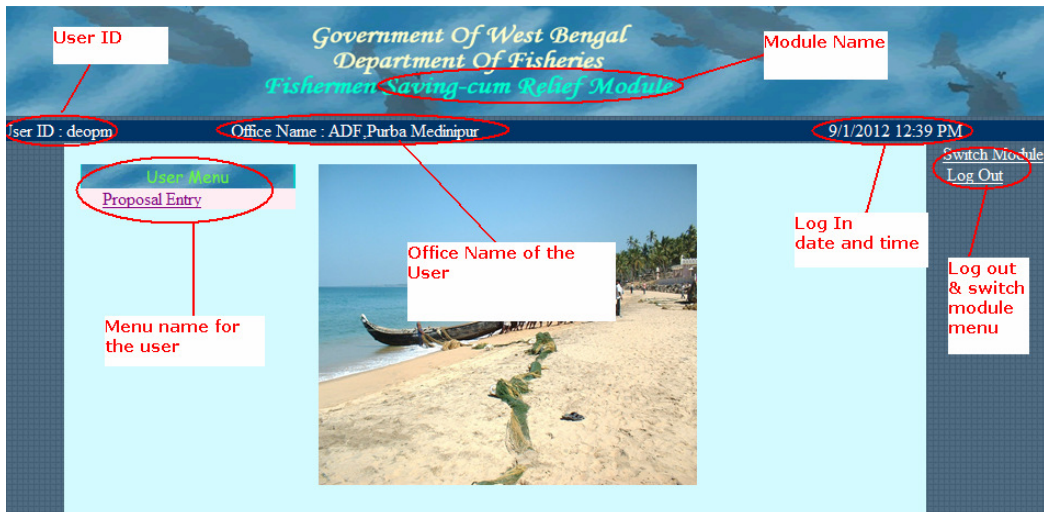 User ID
Government Of West Bengal
Department Of Fisheries
Fishermen Saving-cum Relief Module
Module Name
User ID : deopm
Office Name : ADF,Purba Medinipur
9/1/2012 12:39 PM
Switch Module
Log Out
User Menu
Proposal Entry
Office Name of the
User
Log In
date and time
Log out
& switch
module
menu
Menu name for
the user